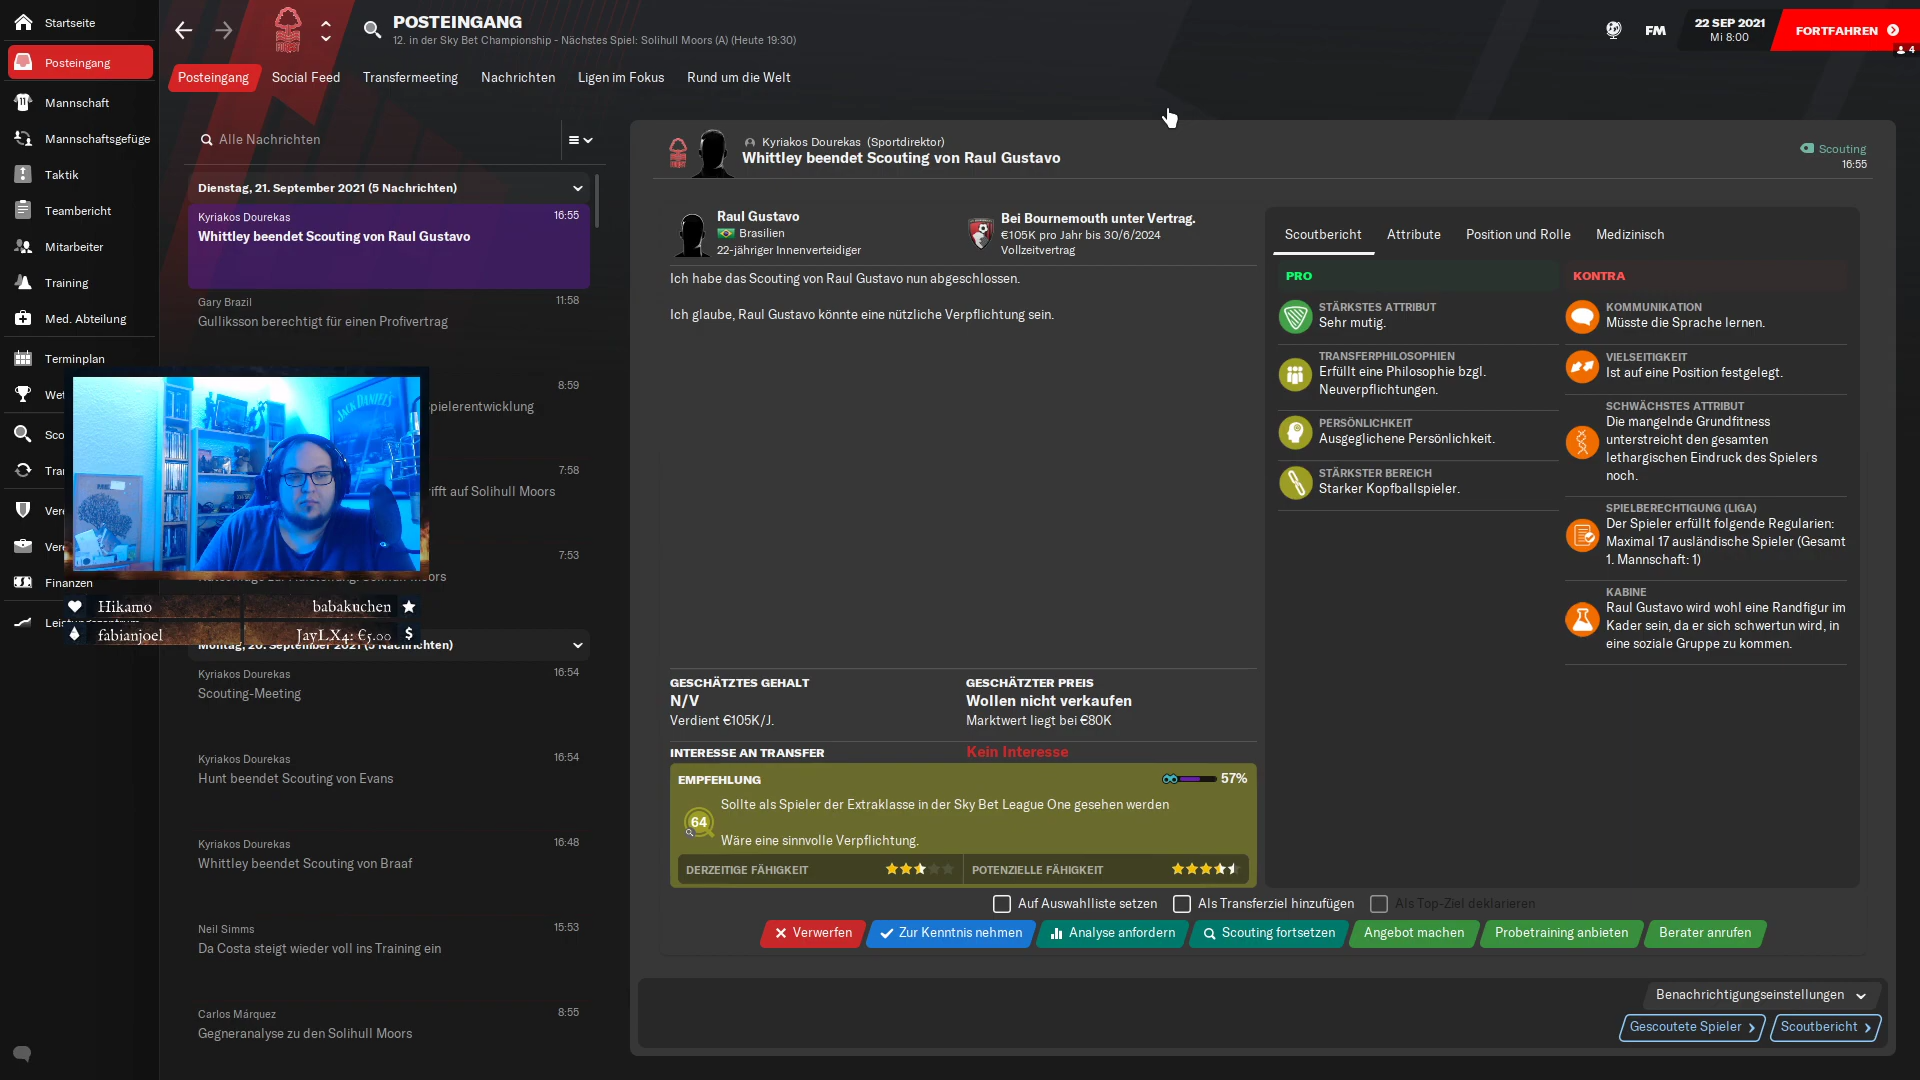 Startseite
Posteingang
Mannschaft
Mannschaftsgefüge
Taktik
Teambericht
Mitarbeiter
Training
Med. Abteilung
Terminplan
Wet
Sco
Tra
Vere
Ver
Finanzen
POSTEINGANG
12. in der Sky Bet Championship - Nächstes Spiel: Solihull Moors (A) (Heute 19:30)
FM
22 SEP 2021
Mi 8:00
FORTFAHREN
4
Posteingang
Social Feed
Transfermeeting
Nachrichten
Ligen im Fokus
Rund um die Welt
Alle Nachrichten
Dienstag, 21. September 2021 (5 Nachrichten)
Kyriakos Dourekas 16:55
Whittley beendet Scouting von Raul Gustavo
Gary Brazil 11:58
Gulliksson berechtigt für einen Profivertrag
8:59
pielerentwicklung
7:58
rifft auf Solihull Moors
7:53
JACK DANIEL'S
Hikamo
babakuchen
fabianjoel
JayLX4: €5.00
Montag, 20. September 2021 (5 Nachrichten)
Kyriakos Dourekas 16:54
Scouting-Meeting
Kyriakos Dourekas 16:54
Hunt beendet Scouting von Evans
Kyriakos Dourekas 16:48
Whittley beendet Scouting von Braaf
Neil Simms 15:53
Da Costa steigt wieder voll ins Training ein
Carlos Márquez 8:55
Gegneranalyse zu den Solihull Moors
Kyriakos Dourekas (Sportdirektor)
Whittley beendet Scouting von Raul Gustavo
Scouting
16:55
Raul Gustavo
Brasilien
22-jähriger Innenverteidiger
Bei Bournemouth unter Vertrag.
€105K pro Jahr bis 30/6/2024
Vollzeitvertrag
Ich habe das Scouting von Raul Gustavo nun abgeschlossen.
Ich glaube, Raul Gustavo könnte eine nützliche Verpflichtung sein.
GESCHÄTZTES GEHALT
N/V
Verdient €105K/J.
GESCHÄTZTER PREIS
Wollen nicht verkaufen
Marktwert liegt bei €80K
INTERESSE AN TRANSFER
Kein Interesse
EMPFEHLUNG
57%
64
Sollte als Spieler der Extraklasse in der Sky Bet League One gesehen werden
Wäre eine sinnvolle Verpflichtung.
DERZEITIGE FÄHIGKEIT
POTENZIELLE FÄHIGKEIT
Scoutbericht
Attribute
Position und Rolle
Medizinisch
PRO
STÄRKSTES ATTRIBUT
Sehr mutig.
TRANSFERPHILOSOPHIEN
Erfüllt eine Philosophie bzgl.
Neuverpflichtungen.
PERSÖNLICHKEIT
Ausgeglichene Persönlichkeit.
STÄRKSTER BEREICH
Starker Kopfballspieler.
KONTRA
KOMMUNIKATION
Müsste die Sprache lernen.
VIELSEITIGKEIT
Ist auf eine Position festgelegt.
SCHWÄCHSTES ATTRIBUT
Die mangelnde Grundfitness
unterstreicht den gesamten
lethargischen Eindruck des Spielers
noch.
SPIELBERECHTIGUNG (LIGA)
Der Spieler erfüllt folgende Regularien:
Maximal 17 ausländische Spieler (Gesamt
1. Mannschaft: 1)
KABINE
Raul Gustavo wird wohl eine Randfigur im
Kader sein, da er sich schwertun wird, in
eine soziale Gruppe zu kommen.
Auf Auswahlliste setzen
Als Transferziel hinzufügen
Als Top-Ziel deklarieren
Verwerfen
Zur Kenntnis nehmen
Analyse anfordern
Scouting fortsetzen
Angebot machen
Probetraining anbieten
Berater anrufen
Benachrichtigungseinstellungen
Gescoutete Spieler
Scoutbericht